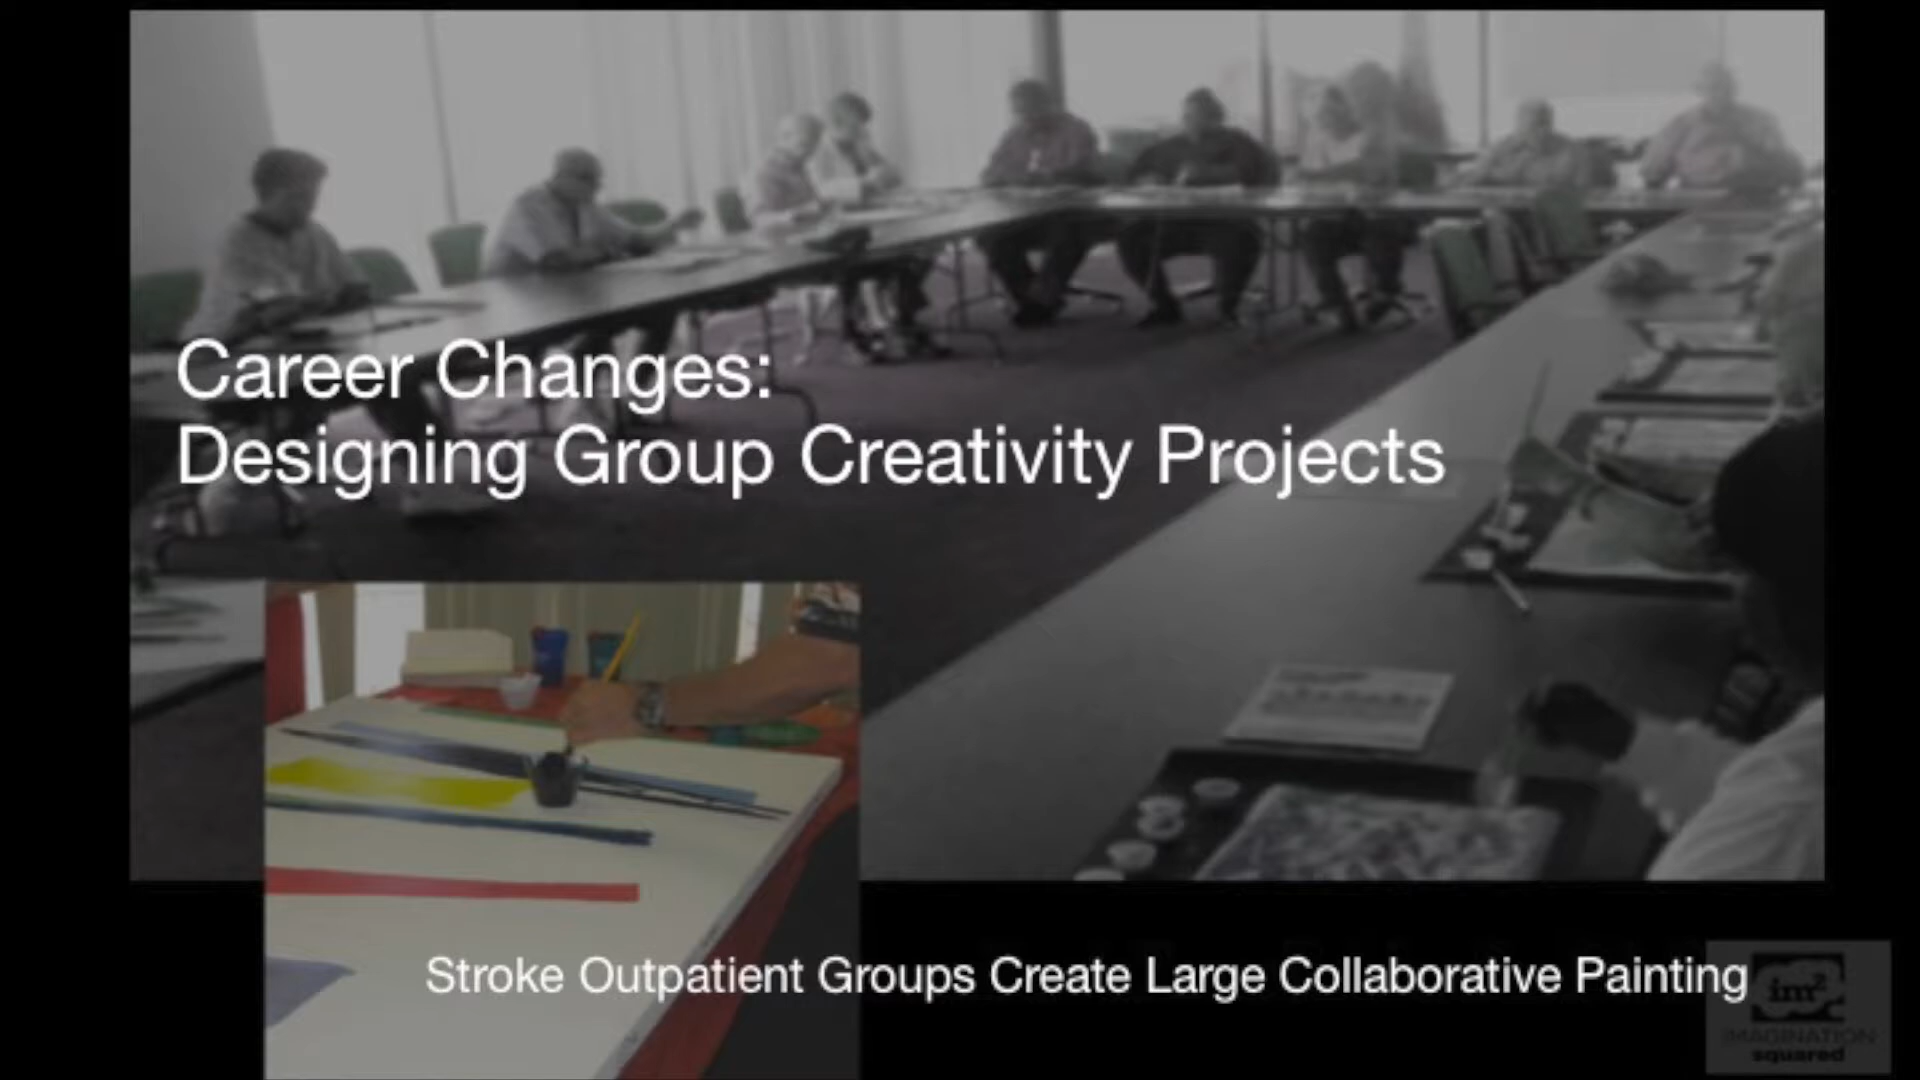 Career Changes:
Designing Group Creativity Projects
Stroke Outpatient Groups Create Large Collaborative Painting
im²
IMAGINATION
squared